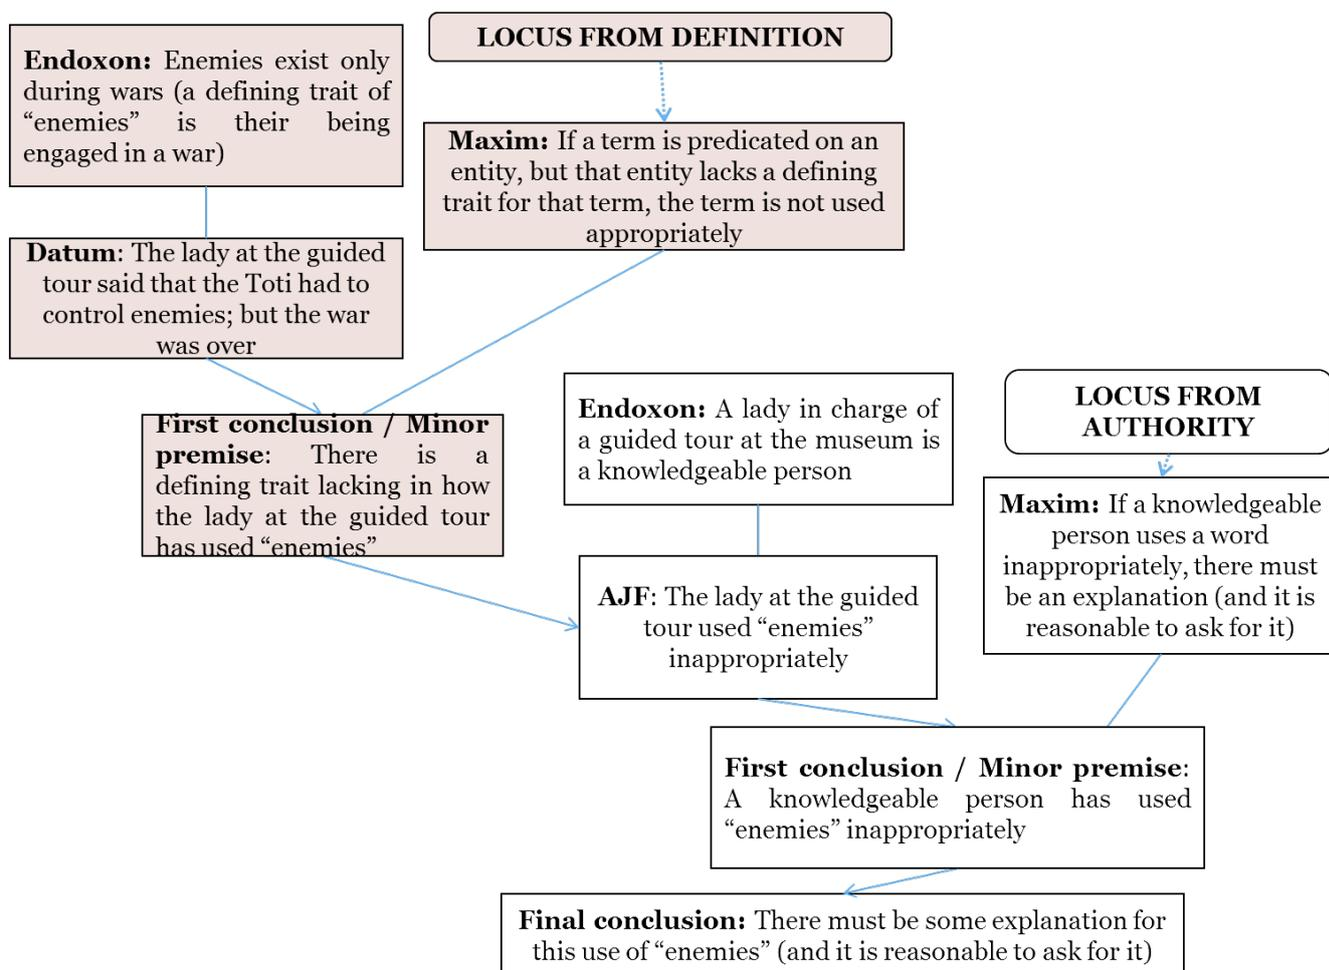 Endoxon: Enemies exist only
during wars (a defining trait of
“enemies” is their being
engaged in a war)
LOCUS FROM DEFINITION
Maxim: If a term is predicated on an
entity, but that entity lacks a defining
trait for that term, the term is not used
appropriately
Datum: The lady at the guided
tour said that the Toti had to
control enemies; but the war
was over
First conclusion / Minor
premise: There is a
defining trait lacking in how
the lady at the guided tour
has used “enemies”
Endoxon: A lady in charge of
a guided tour at the museum is
a knowledgeable person
LOCUS FROM
AUTHORITY
Maxim: If a knowledgeable
person uses a word
inappropriately, there must
be an explanation (and it is
reasonable to ask for it)
AJF: The lady at the guided
tour used “enemies”
inappropriately
First conclusion / Minor premise:
A knowledgeable person has used
“enemies” inappropriately
Final conclusion: There must be some explanation for
this use of “enemies” (and it is reasonable to ask for it)